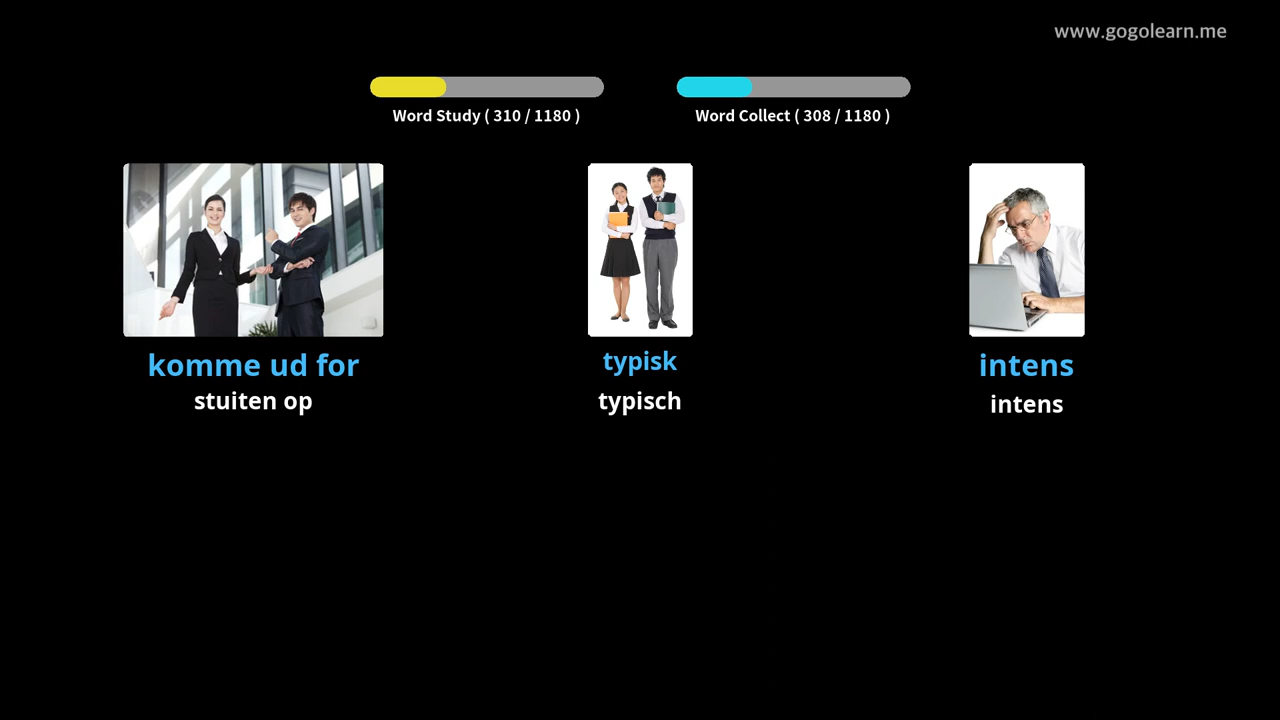 www.gogolearn.me
Word Study ( 310 / 1180 )
Word Collect ( 308 / 1180 )
komme ud for
stuiten op
typisk
typisch
intens
intens